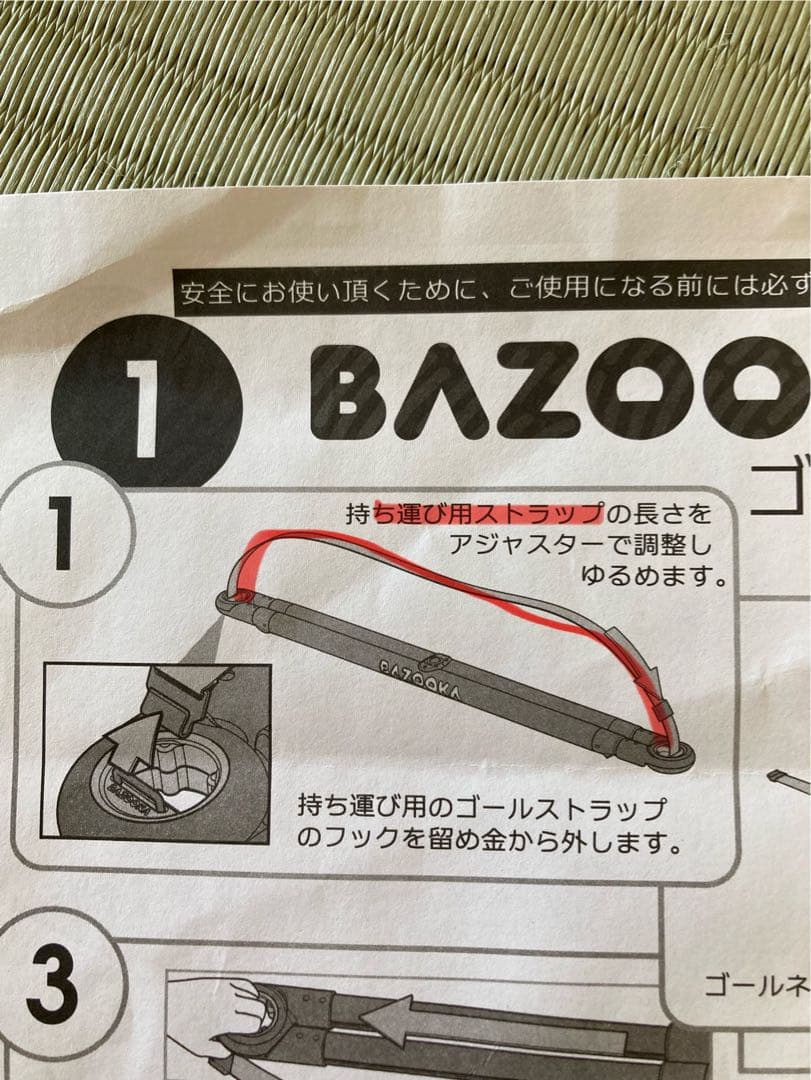 安全にお使い頂くために、ご使用になる前には必ず
1
BAZOO
ゴ
1
持ち運び用ストラップの長さを
アジャスターで調整し
ゆるめます。
BAZOOKA
持ち運び用のゴールストラップ
のフックを留め金から外します。
3
ゴールネ